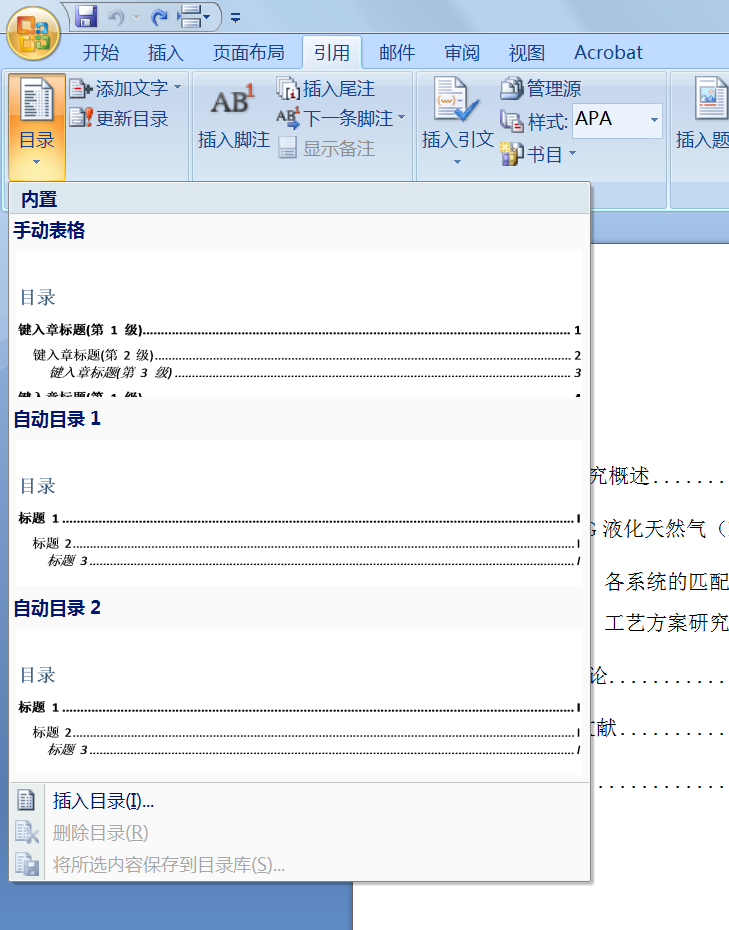 开始 插入 页面布局 引用 邮件 审阅 视图 Acrobat
目录
添加文字
更新目录
AB1
插入脚注
插入尾注
AB1 下一条脚注
显示备注
插入引文
管理源
样式: APA
书目
插入题
内置
手动表格
目录
键入章标题(第 1 级)........................ 1
键入章标题(第 2 级)........................ 2
键入章标题(第 3 级)........................ 3
键入章标题(第 1 级)........................ 4
自动目录 1
目录
标题 1........................ I
标题 2........................ I
标题 3........................ I
自动目录 2
目录
标题 1........................ I
标题 2........................ I
标题 3........................ I
插入目录(I)...
删除目录(R)
将所选内容保存到目录库(S)...
究概述.......
液化天然气（
各系统的匹配
工艺方案研究
论...........
献...........
............